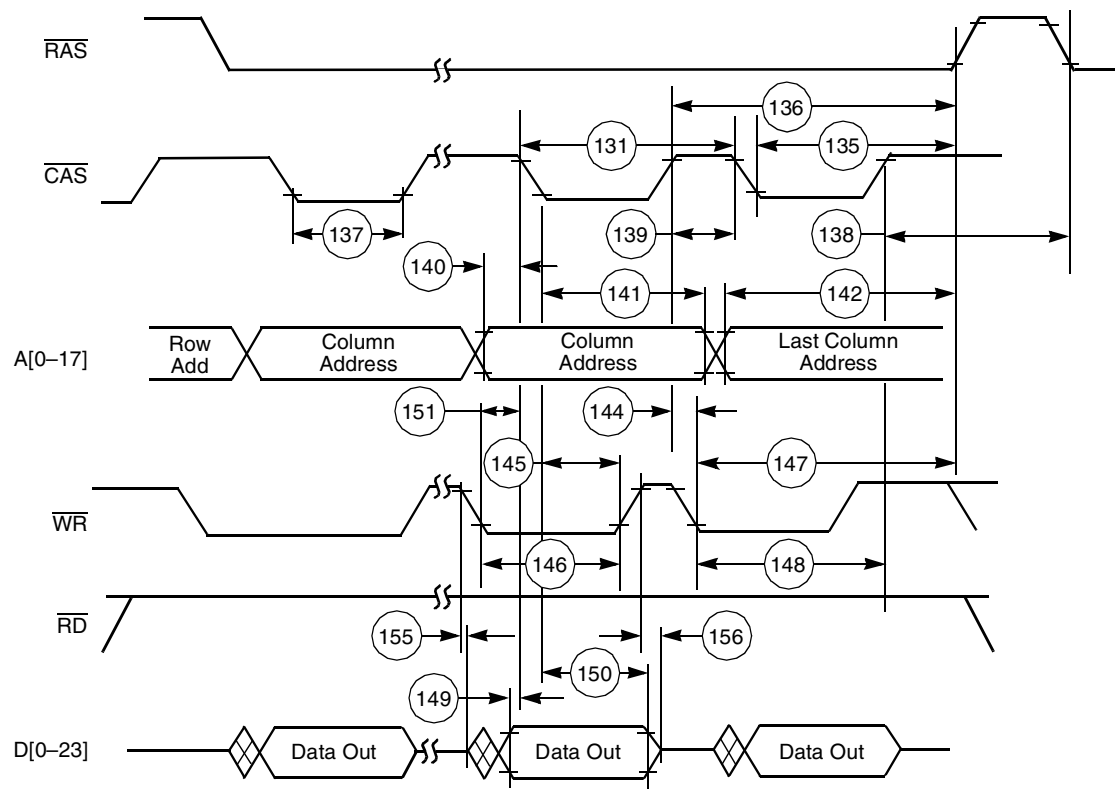 RAS
136
131
135
CAS
137
139
138
140
141
142
A[0–17]
Row
Add
Column
Address
Column
Address
Last Column
Address
151
144
145
147
WR
146
148
RD
155
156
150
149
D[0–23]
Data Out
Data Out
Data Out